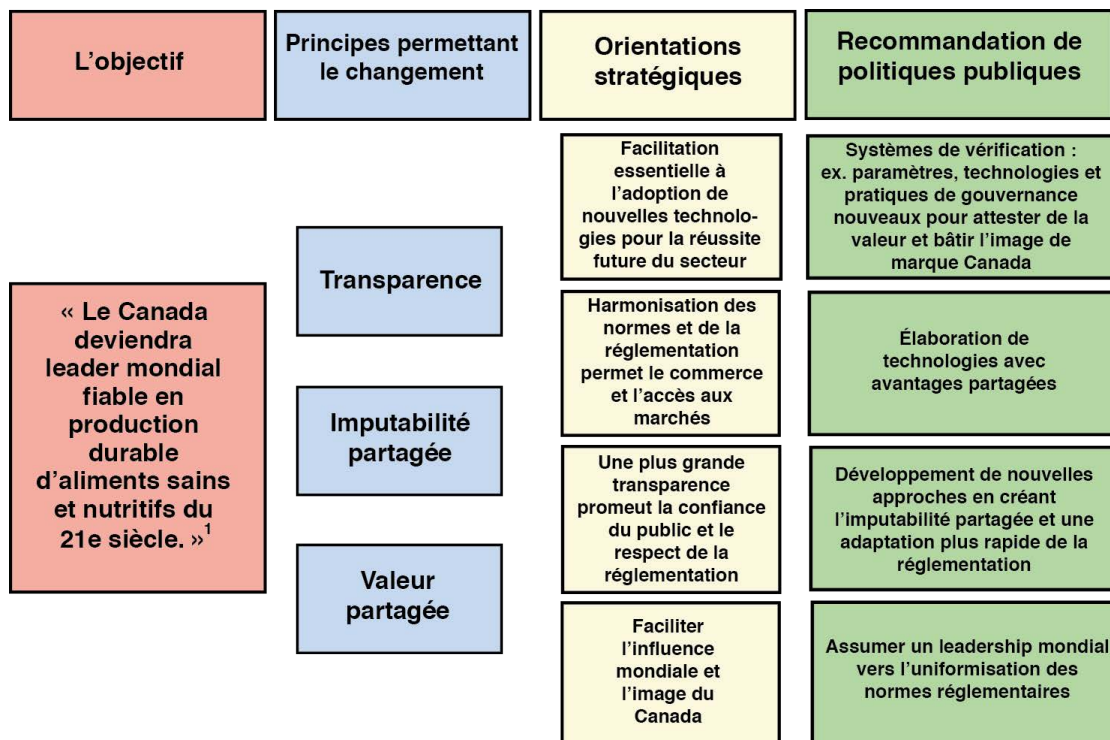 L'objectif
Principes permettant
le changement
Orientations
stratégiques
Recommandation de
politiques publiques
« Le Canada
deviendra
leader mondial
fiable en
production
durable
d'aliments sains
et nutritifs du
21e siècle. »1
Transparence
Imputabilité
partagée
Valeur
partagée
Facilitation
essentielle à
l'adoption de
nouvelles technolo-
gies pour la réussite
future du secteur
Harmonisation des
normes et de la
réglementation
permet le commerce
et l'accès aux
marchés
Une plus grande
transparence
promeut la confiance
du public et le
respect de la
réglementation
Faciliter
l'influence
mondiale et
l'image du
Canada
Systèmes de vérification :
ex. paramètres, technologies et
pratiques de gouvernance
nouveaux pour attester de la
valeur et bâtir l'image de
marque Canada
Élaboration de
technologies avec
avantages partagées
Développement de nouvelles
approches en créant
l'imputabilité partagée et une
adaptation plus rapide de la
réglementation
Assumer un leadership mondial
vers l'uniformisation des
normes réglementaires